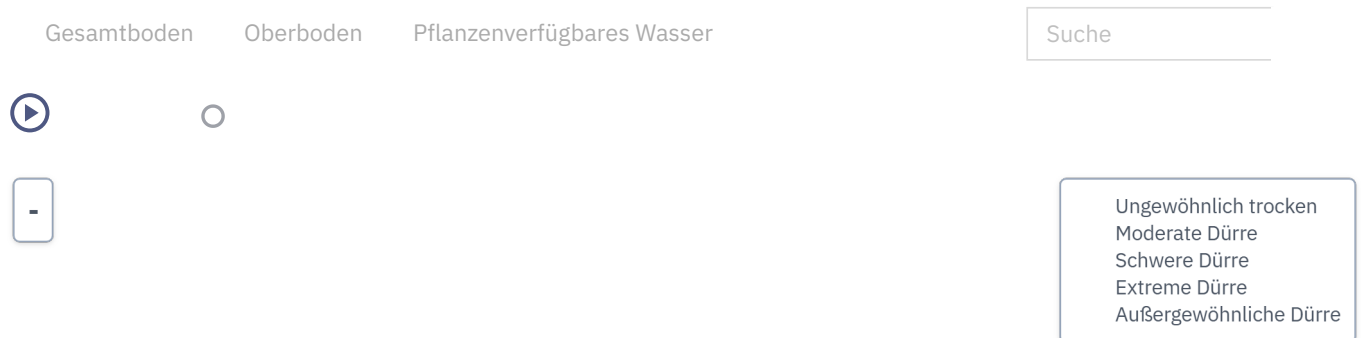 Gesamtboden Oberboden Pflanzenverfügbares Wasser Suche
-
Ungewöhnlich trocken
Moderate Dürre
Schwere Dürre
Extreme Dürre
Außergewöhnliche Dürre